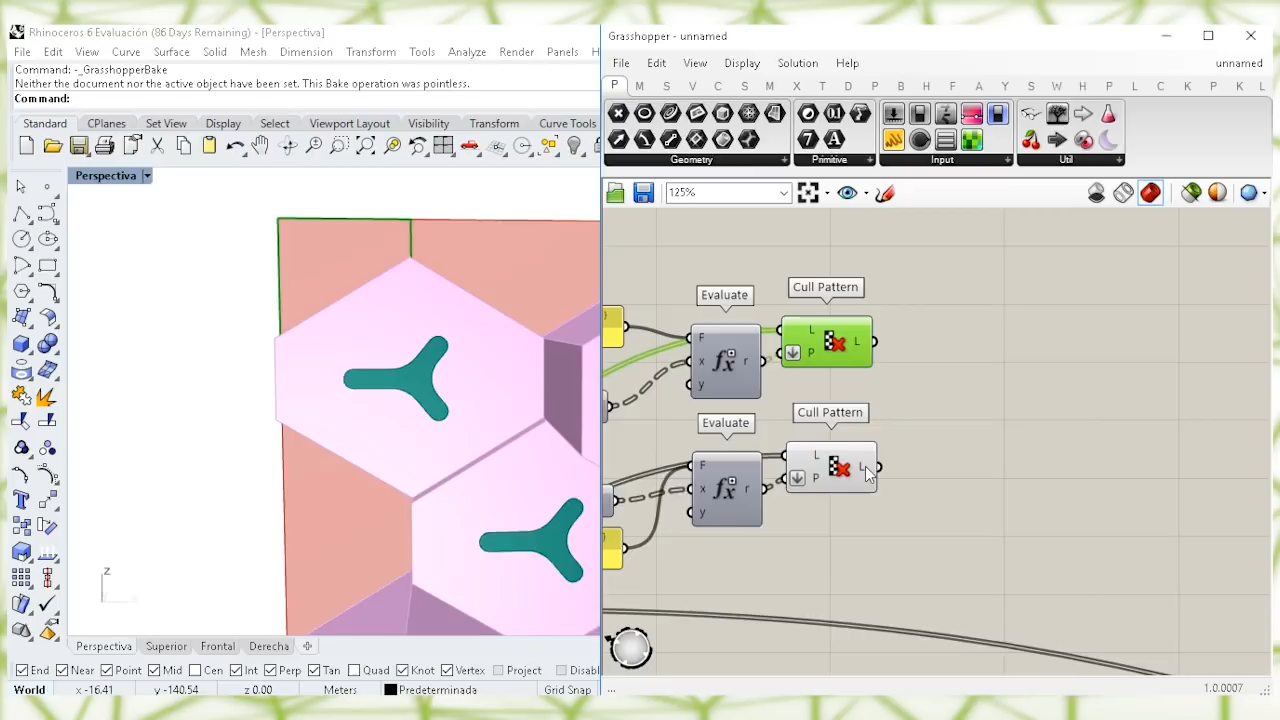 Rhinoceros 6 Evaluación (86 Days Remaining) - [Perspectiva]
File Edit View Curve Surface Solid Mesh Dimension Transform Tools Analyze Render Panels
Command: -_GrasshopperBake
Neither the document nor the active object have been set. This Bake operation was pointless.
Command:
Standard CPlanes Set View Display Viewport Layout Visibility Transform Curve Tools
Perspectiva
z
Perspectiva Superior Frontal Derecha
End Near Point Mid Cen Int Perp Tan Quad Knot Vertex Project Disabl
World x -16.41 y -140.54 z 0.00 Meters Predeterminada Grid Snap
Grasshopper - unnamed
File Edit View Display Solution Help unnamed
P M S V C S M X T D P B W H F A Y S L C K H M P K L
Geometry Primitive Input Util
125%
Evaluate Cull Pattern
F x y r
L P L
Evaluate Cull Pattern
F x y r
L P L
... 1.0.0007